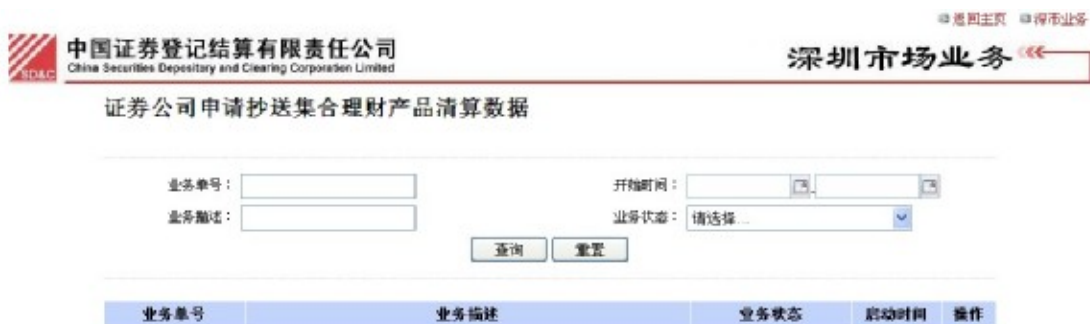 返回主页 深市业务
中国证券登记结算有限责任公司
China Securities Depository and Clearing Corporation Limited
SD&C
深圳市场业务
证券公司申请抄送集合理财产品清算数据
业务单号： 开始时间： -
业务描述： 业务状态： 请选择...
查询 重置
业务单号 业务描述 业务状态 启动时间 操作